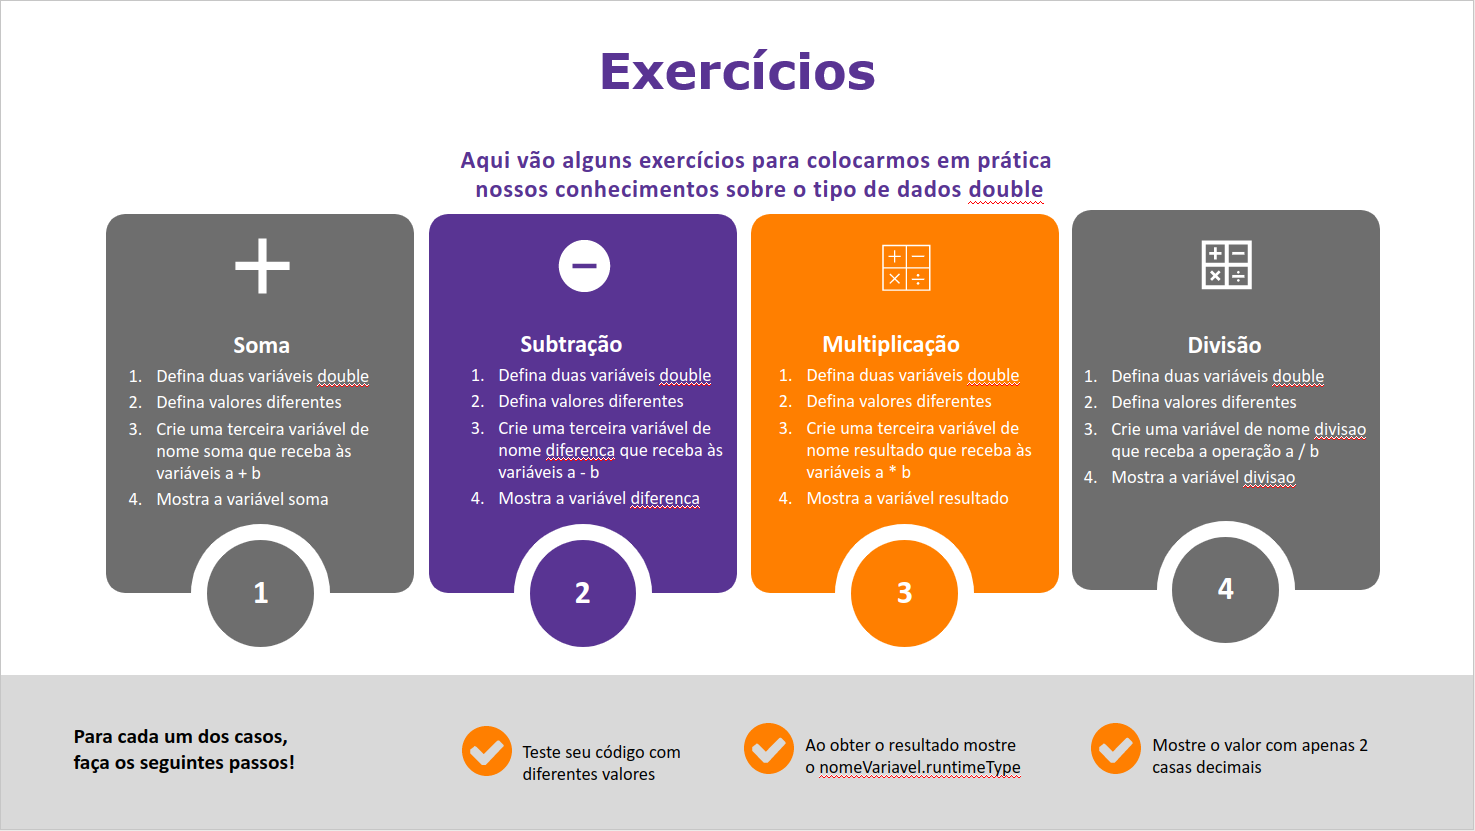 Exercícios
Aqui vão alguns exercícios para colocarmos em prática
nossos conhecimentos sobre o tipo de dados double
Soma
1. Defina duas variáveis double
2. Defina valores diferentes
3. Crie uma terceira variável de
nome soma que receba às
variáveis a + b
4. Mostra a variável soma
1
Subtração
1. Defina duas variáveis double
2. Defina valores diferentes
3. Crie uma terceira variável de
nome diferenca que receba às
variáveis a - b
4. Mostra a variável diferenca
2
Multiplicação
1. Defina duas variáveis double
2. Defina valores diferentes
3. Crie uma terceira variável de
nome resultado que receba às
variáveis a * b
4. Mostra a variável resultado
3
Divisão
1. Defina duas variáveis double
2. Defina valores diferentes
3. Crie uma variável de nome divisao
que receba a operação a / b
4. Mostra a variável divisao
4
Para cada um dos casos,
faça os seguintes passos!
Teste seu código com
diferentes valores
Ao obter o resultado mostre
o nomeVariavel.runtimeType
Mostre o valor com apenas 2
casas decimais